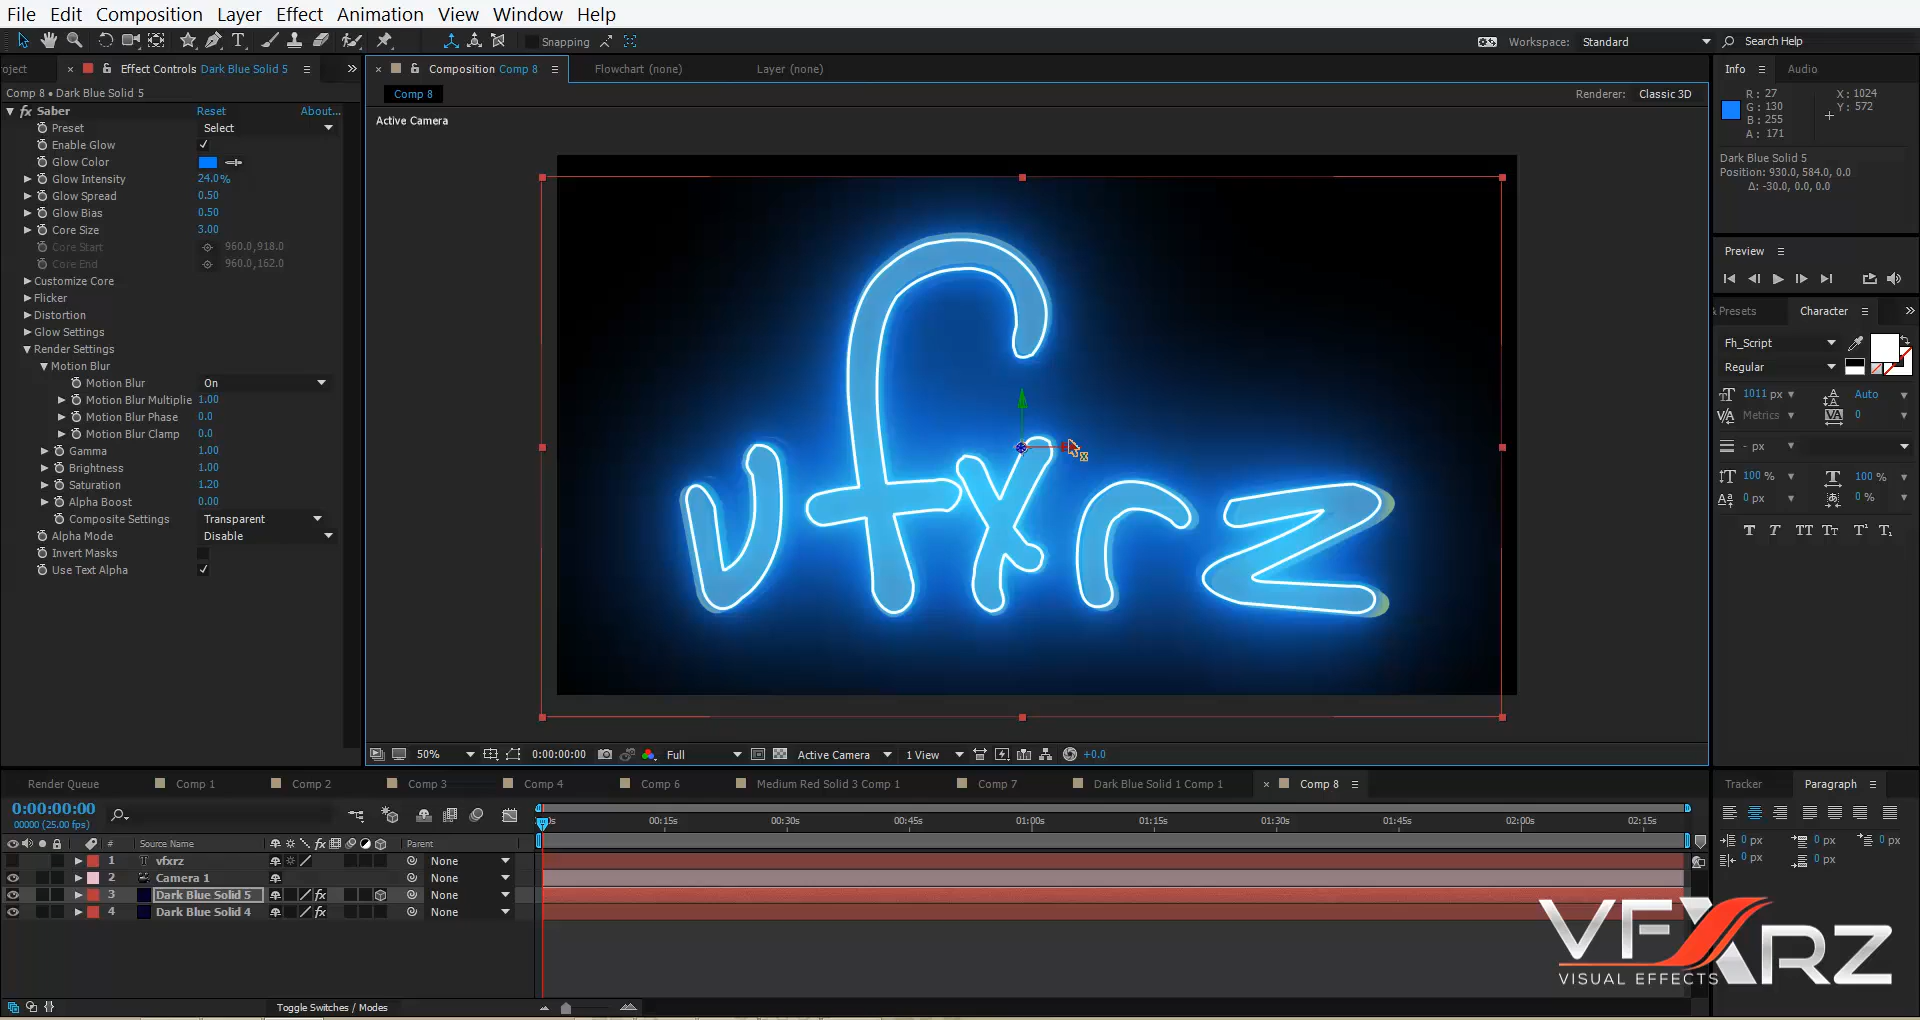 File Edit Composition Layer Effect Animation View Window Help
Snapping
Workspace: Standard
Search Help
roject
Effect Controls Dark Blue Solid 5
Comp 8 • Dark Blue Solid 5
fx Saber Reset About...
Preset Select
Enable Glow
Glow Color
Glow Intensity 24.0%
Glow Spread 0.50
Glow Bias 0.50
Core Size 3.00
Core Start 960.0,918.0
Core End 960.0,162.0
Customize Core
Flicker
Distortion
Glow Settings
Render Settings
Motion Blur
Motion Blur On
Motion Blur Multiplie 1.00
Motion Blur Phase 0.0
Motion Blur Clamp 0.0
Gamma 1.00
Brightness 1.00
Saturation 1.20
Alpha Boost 0.00
Composite Settings Transparent
Alpha Mode Disable
Invert Masks
Use Text Alpha
Composition Comp 8
Flowchart (none)
Layer (none)
Comp 8
Renderer: Classic 3D
Active Camera
vfxrz
50% 0:00:00:00 Full Active Camera 1 View +0.0
Info Audio
R: 27 X: 1024
G: 130 Y: 572
B: 255
A: 171
Dark Blue Solid 5
Position: 930.0, 584.0, 0.0
Δ: -30.0, 0.0, 0.0
Preview
& Presets Character
Fh_Script
Regular
1011 px Auto
Metrics 0
- px
100 % 100 %
0 px 0 %
T T TT Tt T¹ T₁
Render Queue Comp 1 Comp 2 Comp 3 Comp 4 Comp 6 Medium Red Solid 3 Comp 1 Comp 7 Dark Blue Solid 1 Comp 1 Comp 8
0:00:00:00
00000 (25.00 fps)
0s 00:15s 00:30s 00:45s 01:00s 01:15s 01:30s 01:45s 02:00s 02:15s
# Source Name fx Parent
1 T vfxrz None
2 Camera 1 None
3 Dark Blue Solid 5 fx None
4 Dark Blue Solid 4 fx None
Toggle Switches / Modes
Tracker Paragraph
0 px 0 px 0 px
0 px 0 px
VFXRZ
VISUAL EFFECTS